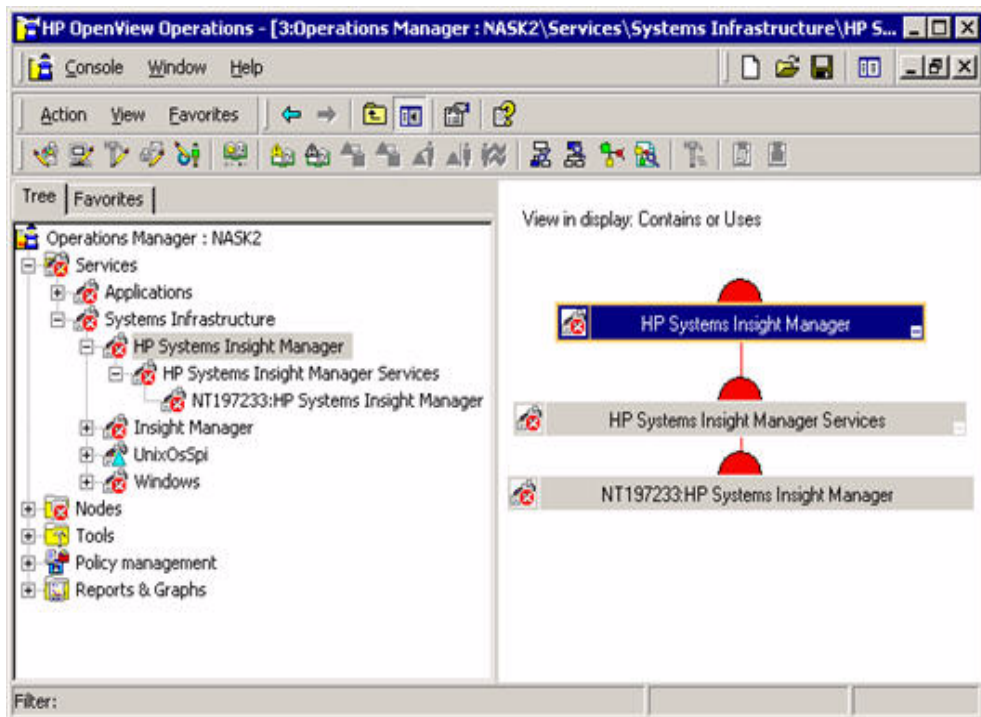 HP OpenView Operations - [3:Operations Manager : NASK2\Services\Systems Infrastructure\HP S...
Console Window Help
Action View Favorites
Tree Favorites
Operations Manager : NASK2
Services
Applications
Systems Infrastructure
HP Systems Insight Manager
HP Systems Insight Manager Services
NT197233:HP Systems Insight Manager
Insight Manager
UnixOsSpi
Windows
Nodes
Tools
Policy management
Reports & Graphs
View in display: Contains or Uses
HP Systems Insight Manager
HP Systems Insight Manager Services
NT197233:HP Systems Insight Manager
Filter: